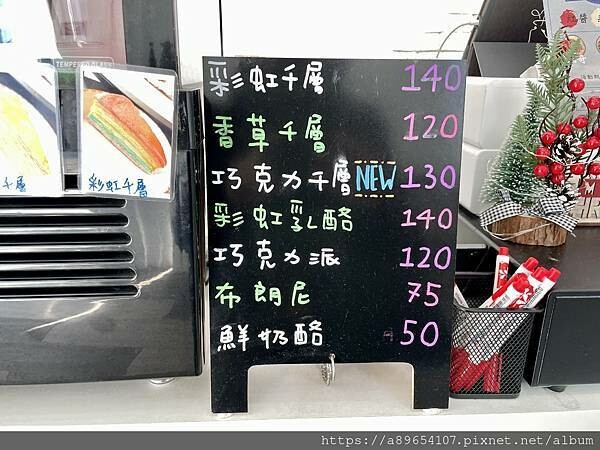 TEMPERED GLASS
彩虹千層 140
香草千層 120
巧克力千層 NEW 130
彩虹乳酪 140
巧克力派 120
布朗尼 75
鮮奶酪 50
千層
彩虹千層
https://a89654107.pixnet.net/album